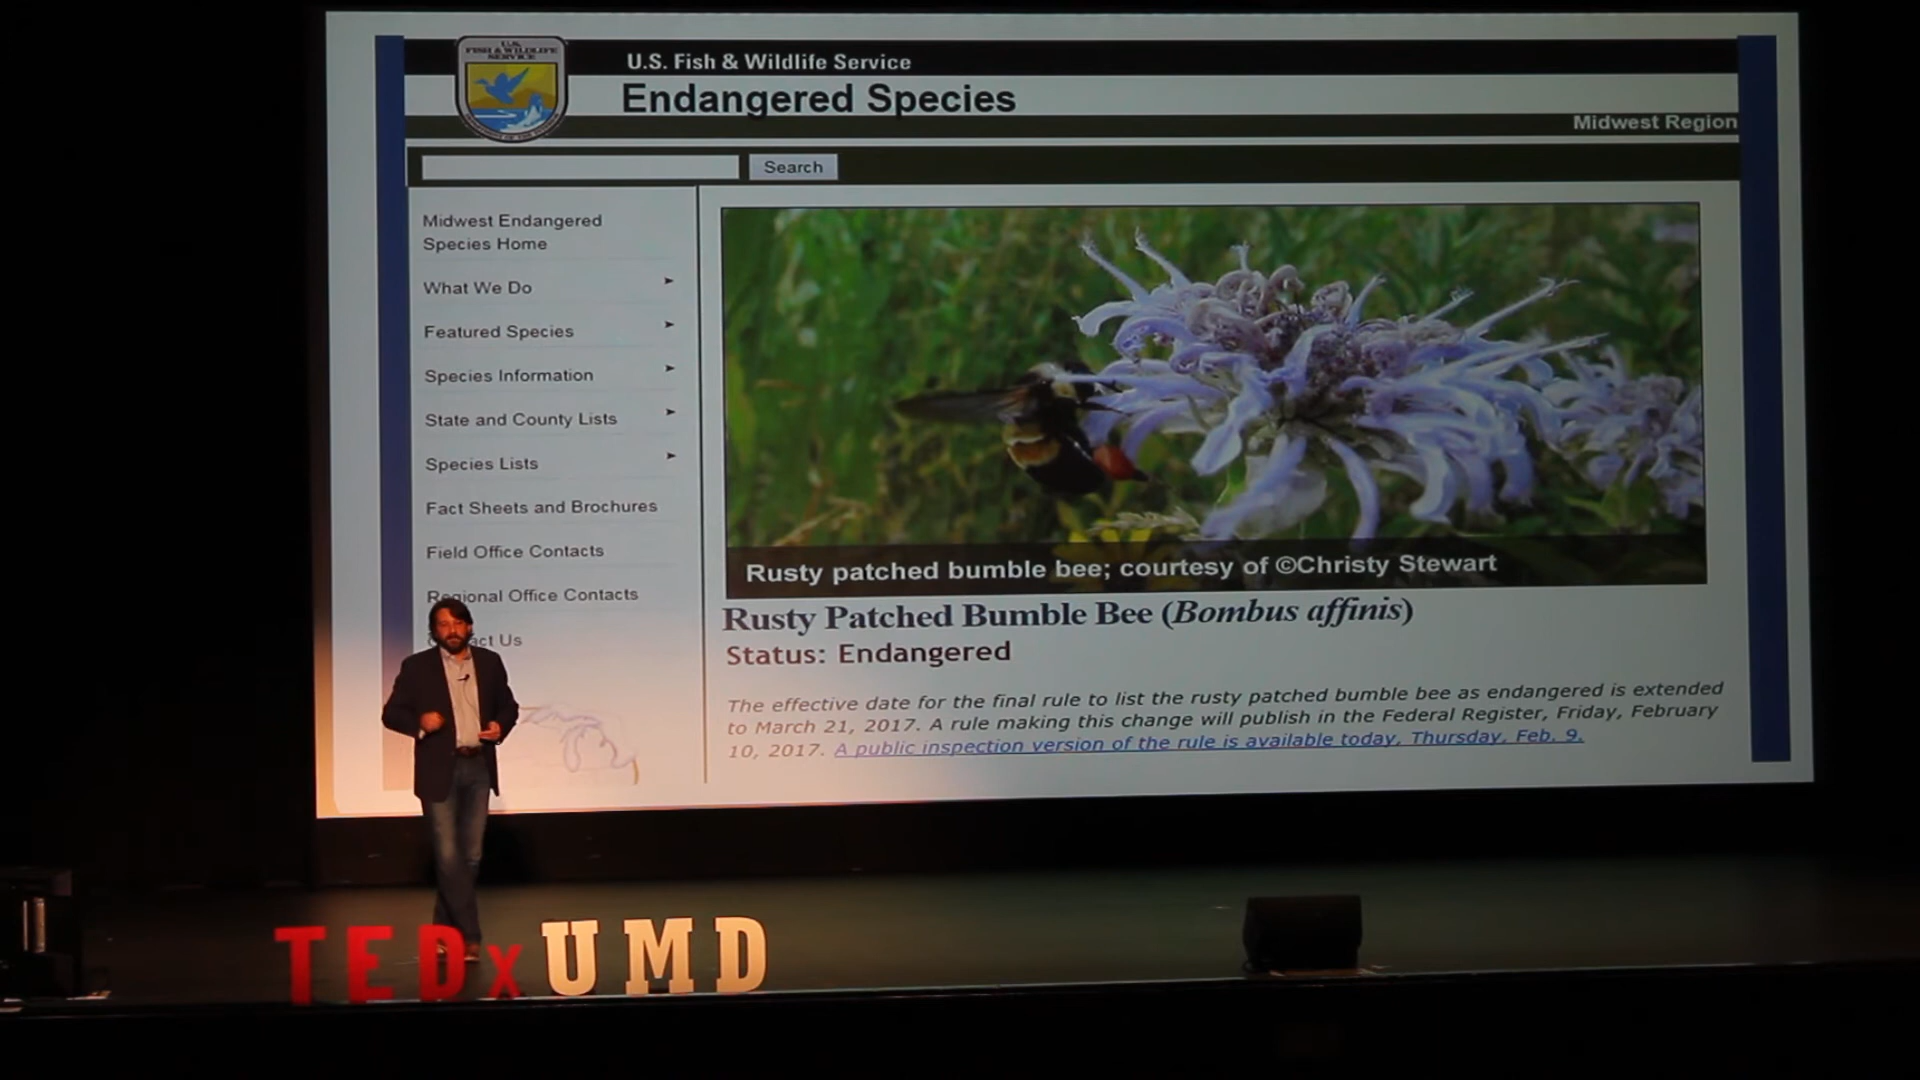 U.S.
FISH & WILDLIFE
SERVICE
U.S. Fish & Wildlife Service
Endangered Species
Midwest Region
Search
Midwest Endangered
Species Home
What We Do
Featured Species
Species Information
State and County Lists
Species Lists
Fact Sheets and Brochures
Field Office Contacts
Regional Office Contacts
Us
Rusty patched bumble bee; courtesy of ©Christy Stewart
Rusty Patched Bumble Bee (Bombus affinis)
Status: Endangered
The effective date for the final rule to list the rusty patched bumble bee as endangered is extended
to March 21, 2017. A rule making this change will publish in the Federal Register, Friday, February
10, 2017. A public inspection version of the rule is available today, Thursday, Feb. 9.
TEDxUMD